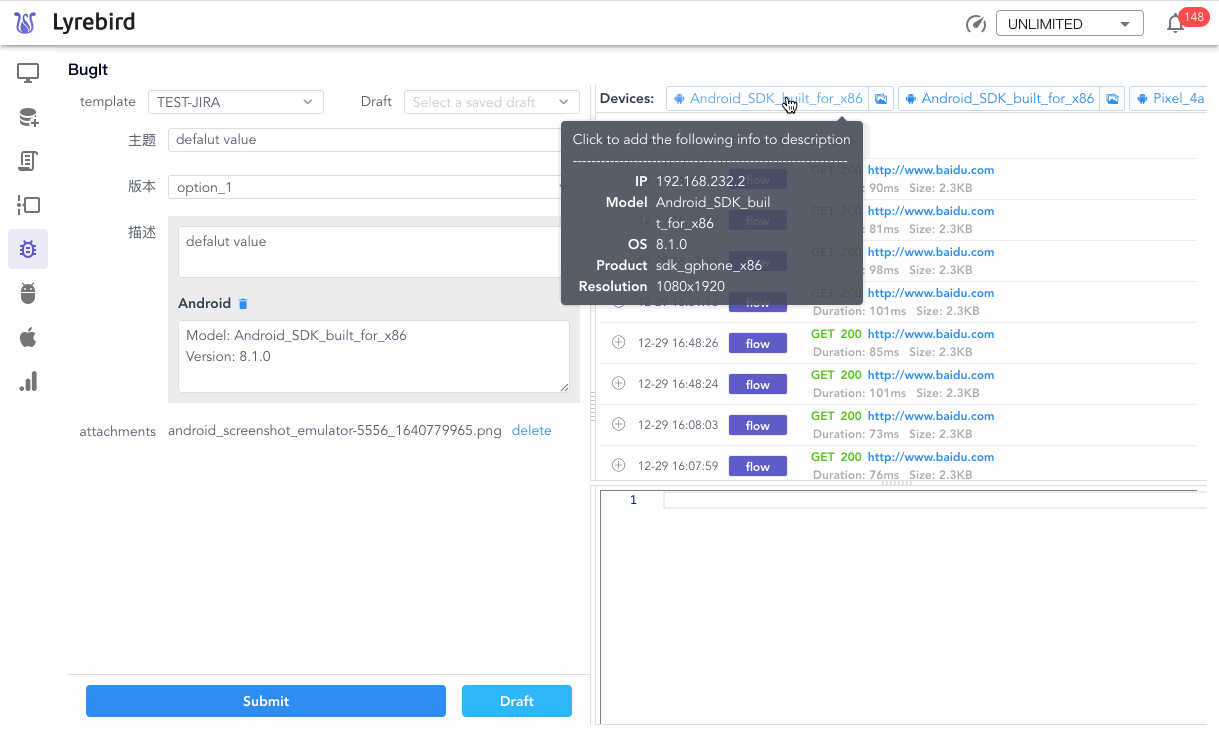 Lyrebird
UNLIMITED
148
BugIt
template
TEST-JIRA
Draft
Select a saved draft
主题
defalut value
版本
option_1
描述
defalut value
Android
Model: Android_SDK_built_for_x86
Version: 8.1.0
attachments
android_screenshot_emulator-5556_1640779965.png
delete
Submit
Draft
Devices:
Android_SDK_built_for_x86
Android_SDK_built_for_x86
Pixel_4a
Click to add the following info to description
------------------------------------------------------------
IP 192.168.232.2
Model Android_SDK_buil
t_for_x86
OS 8.1.0
Product sdk_gphone_x86
Resolution 1080x1920
flow GET 200 http://www.baidu.com
: 90ms Size: 2.3KB
flow GET 200 http://www.baidu.com
: 81ms Size: 2.3KB
flow GET 200 http://www.baidu.com
: 98ms Size: 2.3KB
flow GET 200 http://www.baidu.com
Duration: 101ms Size: 2.3KB
12-29 16:48:26 flow GET 200 http://www.baidu.com
Duration: 85ms Size: 2.3KB
12-29 16:48:24 flow GET 200 http://www.baidu.com
Duration: 101ms Size: 2.3KB
12-29 16:08:03 flow GET 200 http://www.baidu.com
Duration: 73ms Size: 2.3KB
12-29 16:07:59 flow GET 200 http://www.baidu.com
Duration: 76ms Size: 2.3KB
1